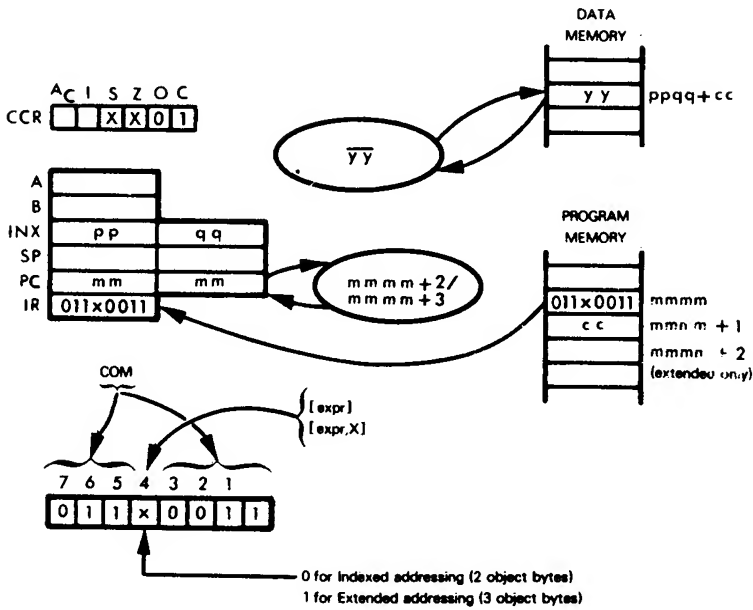 DATA
MEMORY
AC I S Z O C
CCR X X 0 1
yy ppqq+cc
yy
A
B
INX pp qq
SP
PC mm mm
IR 011x0011
mmmm+2/
mmmm+3
PROGRAM
MEMORY
011x0011 mmmm
cc mmmm + 1
mmmm + 2
(extended only)
COM
[expr]
[expr,X]
7 6 5 4 3 2 1
0 1 1 x 0 0 1 1
0 for Indexed addressing (2 object bytes)
1 for Extended addressing (3 object bytes)